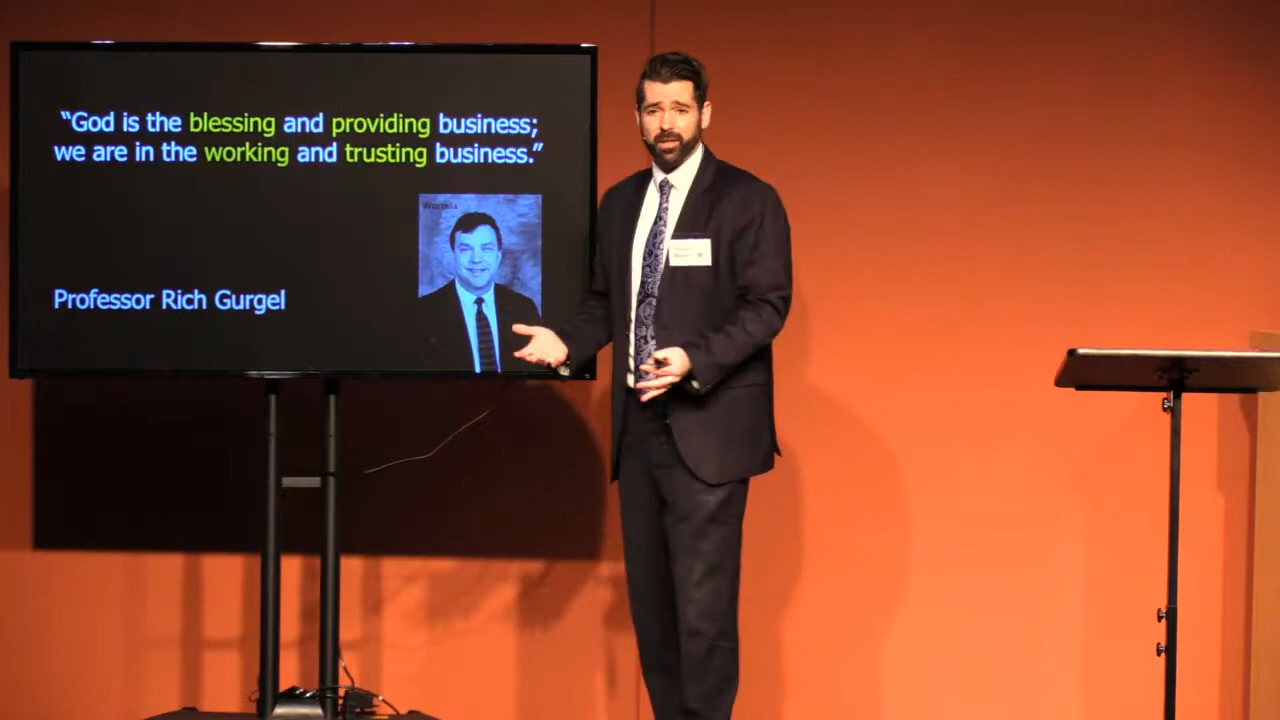 “God is the blessing and providing business;
we are in the working and trusting business.”
Professor Rich Gurgel